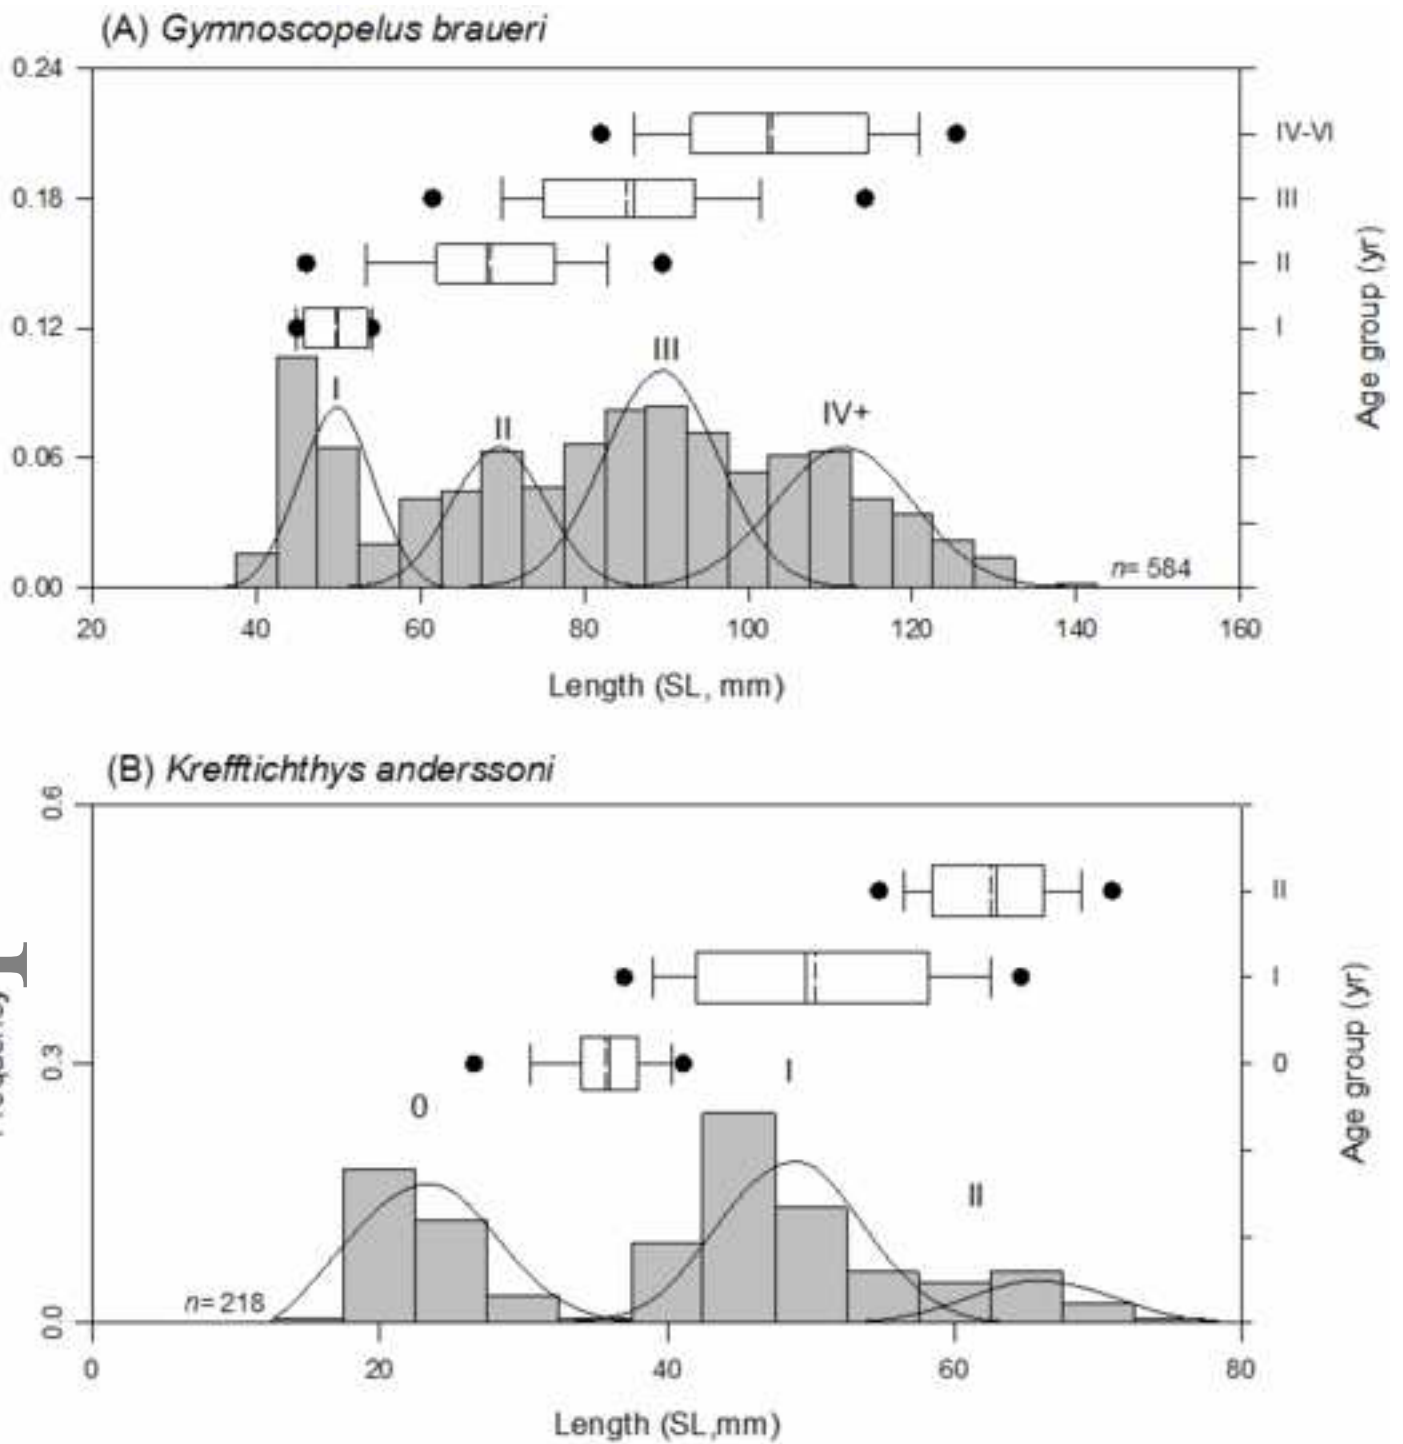 (A) Gymnoscopelus braueri
0.24
0.18
0.12
0.06
0.00
IV-VI
III
II
I
Age group (yr)
I
II
III
IV+
n= 584
20 40 60 80 100 120 140 160
Length (SL, mm)
(B) Krefftichthys anderssoni
0.6
0.3
0.0
II
I
0
Age group (yr)
0
I
II
n= 218
0 20 40 60 80
Length (SL,mm)